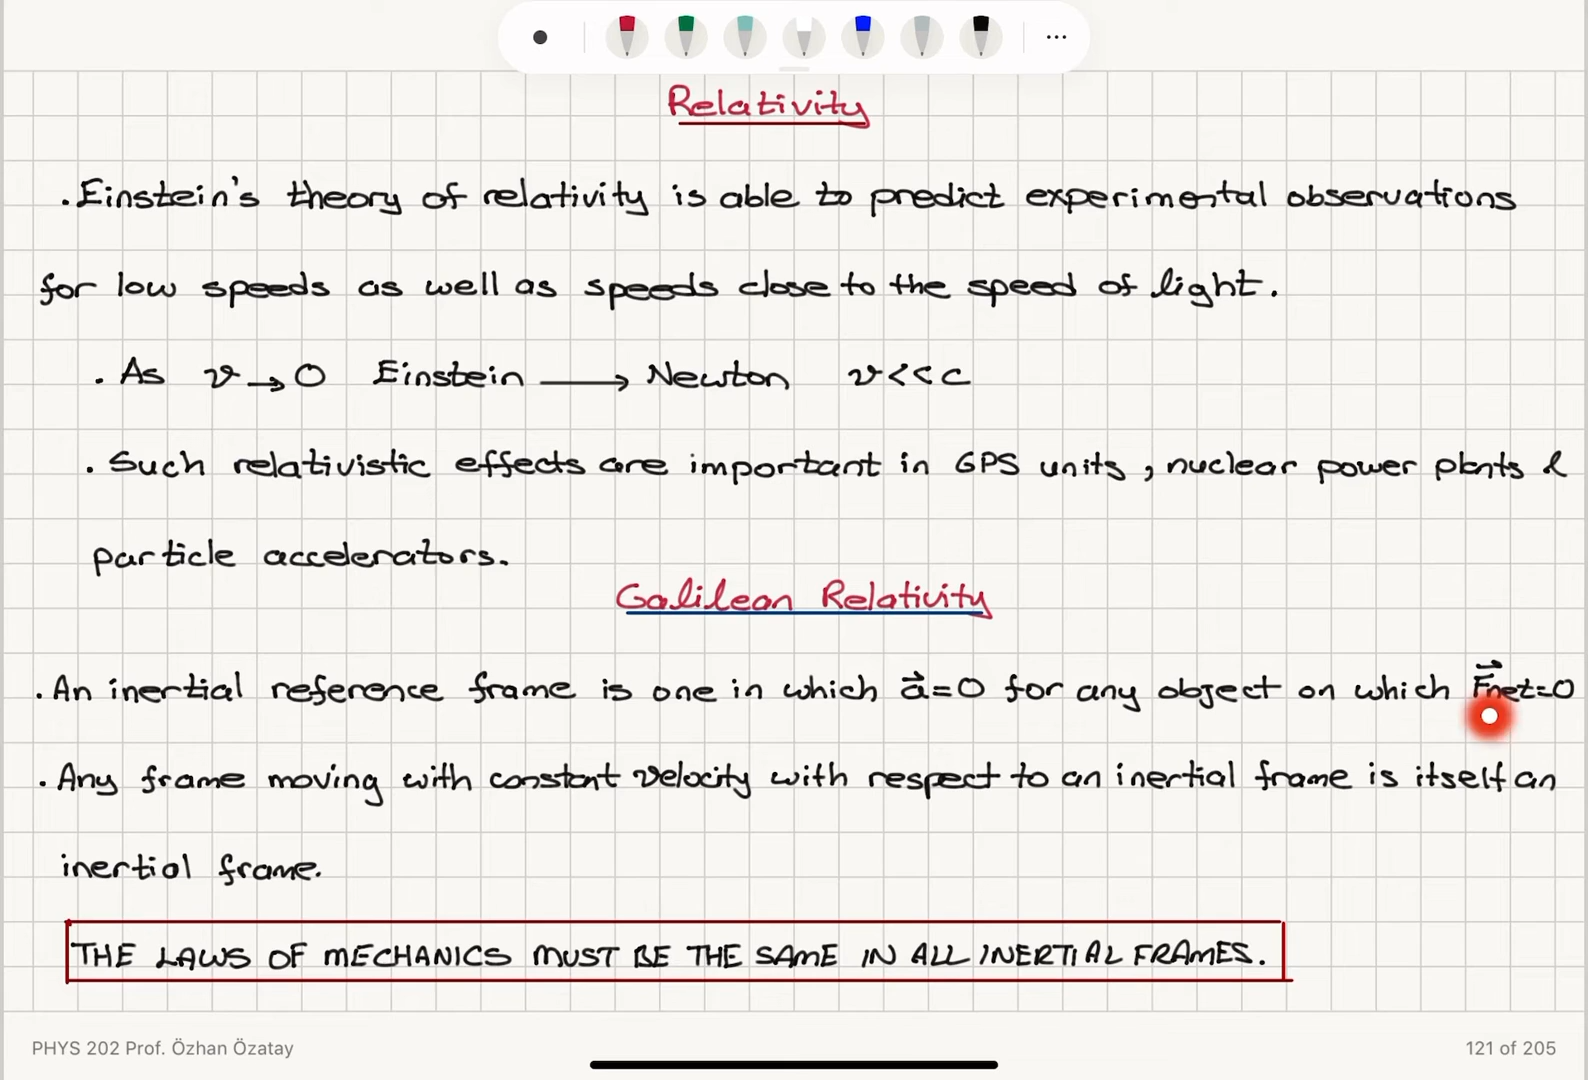 Relativity
. Einstein's theory of relativity is able to predict experimental observations
for low speeds as well as speeds close to the speed of light.
. As v → 0 Einstein ⟶ Newton v<<c
. Such relativistic effects are important in GPS units, nuclear power plants &
particle accelerators.
Galilean Relativity
. An inertial reference frame is one in which a⃗=0 for any object on which F⃗net=0
. Any frame moving with constant velocity with respect to an inertial frame is itself an
inertial frame.
THE LAWS OF MECHANICS MUST BE THE SAME IN ALL INERTIAL FRAMES.
PHYS 202 Prof. Özhan Özatay
121 of 205